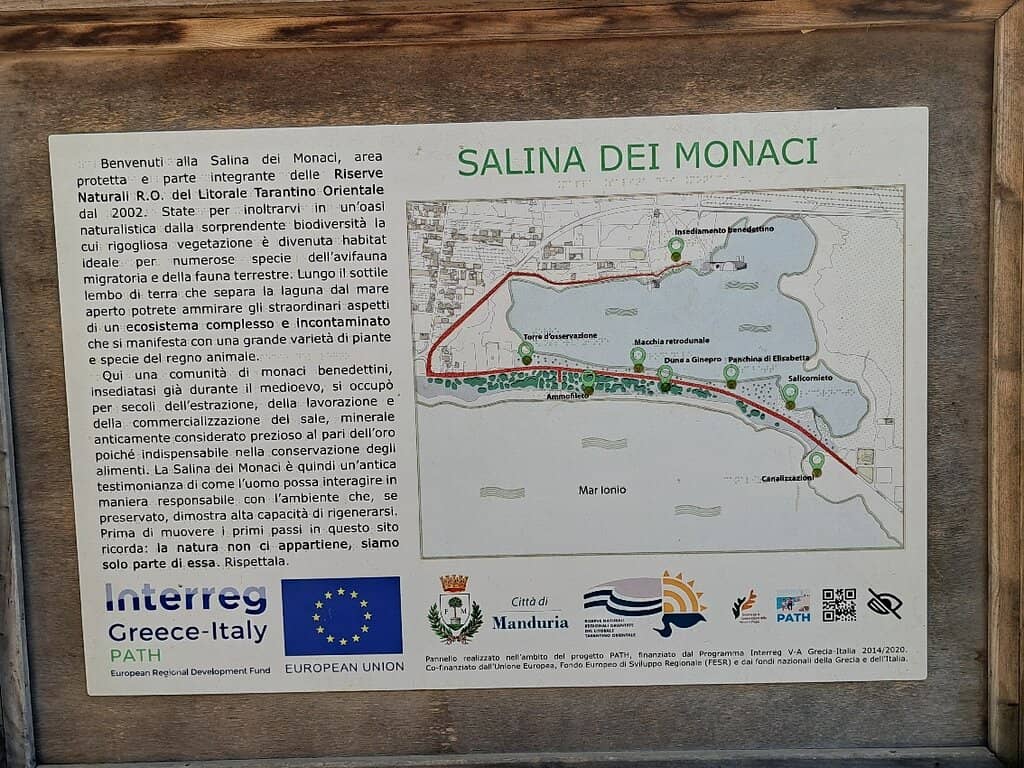 Benvenuti alla Salina dei Monaci, area
protetta e parte integrante delle Riserve
Naturali R.O. del Litorale Tarantino Orientale
dal 2002. State per inoltrarvi in un'oasi
naturalistica dalla sorprendente biodiversità la
cui rigogliosa vegetazione è divenuta habitat
ideale per numerose specie dell'avifauna
migratoria e della fauna terrestre. Lungo il sottile
lembo di terra che separa la laguna dal mare
aperto potrete ammirare gli straordinari aspetti
di un ecosistema complesso e incontaminato
che si manifesta con una grande varietà di piante
e specie del regno animale.
Qui una comunità di monaci benedettini,
insediatasi già durante il medioevo, si occupò
per secoli dell'estrazione, della lavorazione e
della commercializzazione del sale, minerale
anticamente considerato prezioso al pari dell'oro
poiché indispensabile nella conservazione degli
alimenti. La Salina dei Monaci è quindi un'antica
testimonianza di come l'uomo possa interagire in
maniera responsabile con l'ambiente che, se
preservato, dimostra alta capacità di rigenerarsi.
Prima di muovere i primi passi in questo sito
ricorda: la natura non ci appartiene, siamo
solo parte di essa. Rispettala.
SALINA DEI MONACI
Insediamento benedettino
Torre d'osservazione
Macchia retrodunale
Duna a Ginepro
Panchina di Elisabetta
Salicornieto
Ammofileto
Canalizzazioni
Mar Ionio
Interreg
Greece-Italy
PATH
European Regional Development Fund
EUROPEAN UNION
Città di
Manduria
RISERVE NATURALI
REGIONALI ORIENTATE
DEL LITORALE
TARANTINO ORIENTALE
PATH
Pannello realizzato nell'ambito del progetto PATH, finanziato dal Programma Interreg V-A Grecia-Italia 2014/2020.
Co-finanziato dall'Unione Europea, Fondo Europeo di Sviluppo Regionale (FESR) e dai fondi nazionali della Grecia e dell'Italia.